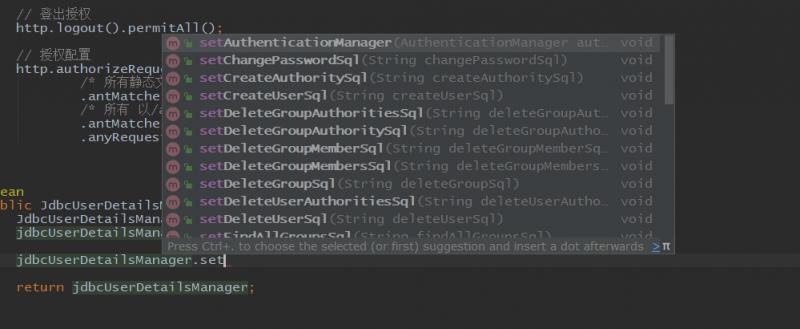 // 登出授权
http.logout().permitAll();
// 授权配置
http.authorizeReque
/* 所有静态文
.antMatche
/* 所有 以/a
.antMatche
.anyRequest
setAuthenticationManager(AuthenticationManager aut… void
setChangePasswordSql(String changePasswordSql) void
setCreateAuthoritySql(String createAuthoritySql) void
setCreateUserSql(String createUserSql) void
setDeleteGroupAuthoritiesSql(String deleteGroupAut… void
setDeleteGroupAuthoritySql(String deleteGroupAutho… void
setDeleteGroupMemberSql(String deleteGroupMemberSq… void
setDeleteGroupMembersSql(String deleteGroupMembers… void
setDeleteGroupSql(String deleteGroupSql) void
setDeleteUserAuthoritiesSql(String deleteUserAutho… void
setDeleteUserSql(String deleteUserSql) void
setFindAllGroupsSql(String findAllGroupsSql) void
Press Ctrl+. to choose the selected (or first) suggestion and insert a dot afterwards >> π
ean
blic JdbcUserDetailsM
JdbcUserDetailsMana
jdbcUserDetailsMana
jdbcUserDetailsManager.set
return jdbcUserDetailsManager;